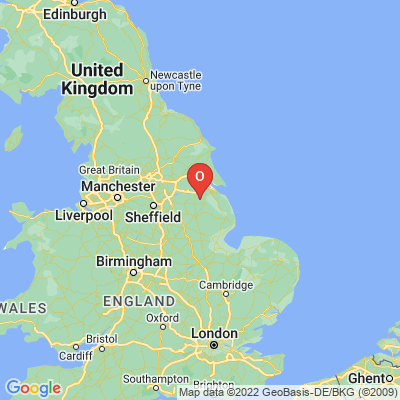 Edinburgh
United
Kingdom
Newcastle
upon Tyne
Great Britain
O
Manchester
Liverpool
Sheffield
Birmingham
WALES
ENGLAND
Cambridge
Oxford
Cardiff
Bristol
London
Southampton
Brighton
Ghent
Google
Map data ©2022 GeoBasis-DE/BKG (©2009)